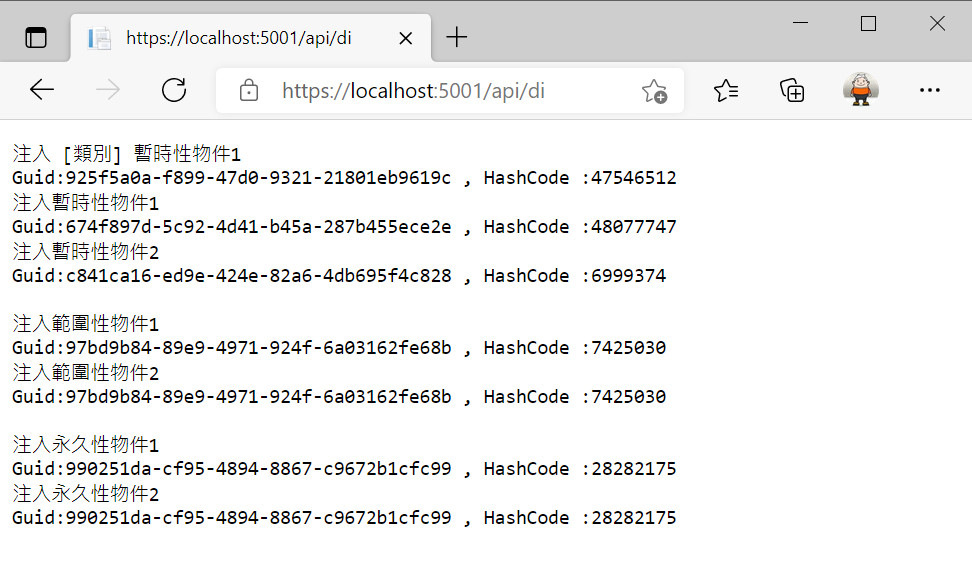 https://localhost:5001/api/di
https://localhost:5001/api/di
注入 [類別] 暫時性物件1
Guid:925f5a0a-f899-47d0-9321-21801eb9619c , HashCode :47546512
注入暫時性物件1
Guid:674f897d-5c92-4d41-b45a-287b455ece2e , HashCode :48077747
注入暫時性物件2
Guid:c841ca16-ed9e-424e-82a6-4db695f4c828 , HashCode :6999374
注入範圍性物件1
Guid:97bd9b84-89e9-4971-924f-6a03162fe68b , HashCode :7425030
注入範圍性物件2
Guid:97bd9b84-89e9-4971-924f-6a03162fe68b , HashCode :7425030
注入永久性物件1
Guid:990251da-cf95-4894-8867-c9672b1cfc99 , HashCode :28282175
注入永久性物件2
Guid:990251da-cf95-4894-8867-c9672b1cfc99 , HashCode :28282175